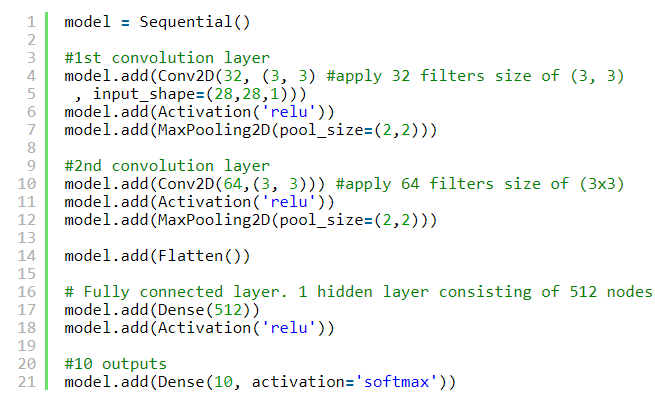 1 model = Sequential()
2
3 #1st convolution layer
4 model.add(Conv2D(32, (3, 3) #apply 32 filters size of (3, 3)
5  , input_shape=(28,28,1)))
6 model.add(Activation('relu'))
7 model.add(MaxPooling2D(pool_size=(2,2)))
8
9 #2nd convolution layer
10 model.add(Conv2D(64,(3, 3))) #apply 64 filters size of (3x3)
11 model.add(Activation('relu'))
12 model.add(MaxPooling2D(pool_size=(2,2)))
13
14 model.add(Flatten())
15
16 # Fully connected layer. 1 hidden layer consisting of 512 nodes
17 model.add(Dense(512))
18 model.add(Activation('relu'))
19
20 #10 outputs
21 model.add(Dense(10, activation='softmax'))